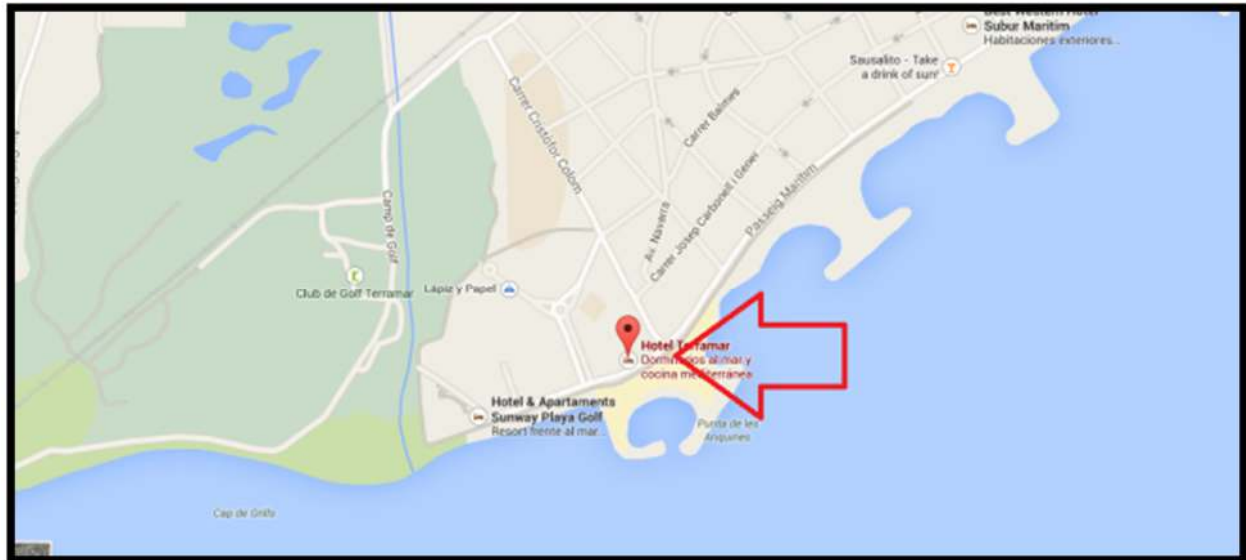 Best Western Hotel
Subur Maritim
Habitaciones exteriores...
Sausalito - Take
a drink of sun!
Carrer Cristòfor Colom
Carrer Balmes
Carrer Josep Carbonell i Gener
Passeig Marítim
Av. Navarra
Camp de Golf
Club de Golf Terramar
Lápiz y Papel
Hotel Terramar
cocina mediterránea
Hotel & Apartaments
Sunway Playa Golf
Resort frente al mar...
Punta de les
Anquines
Cap de Grills